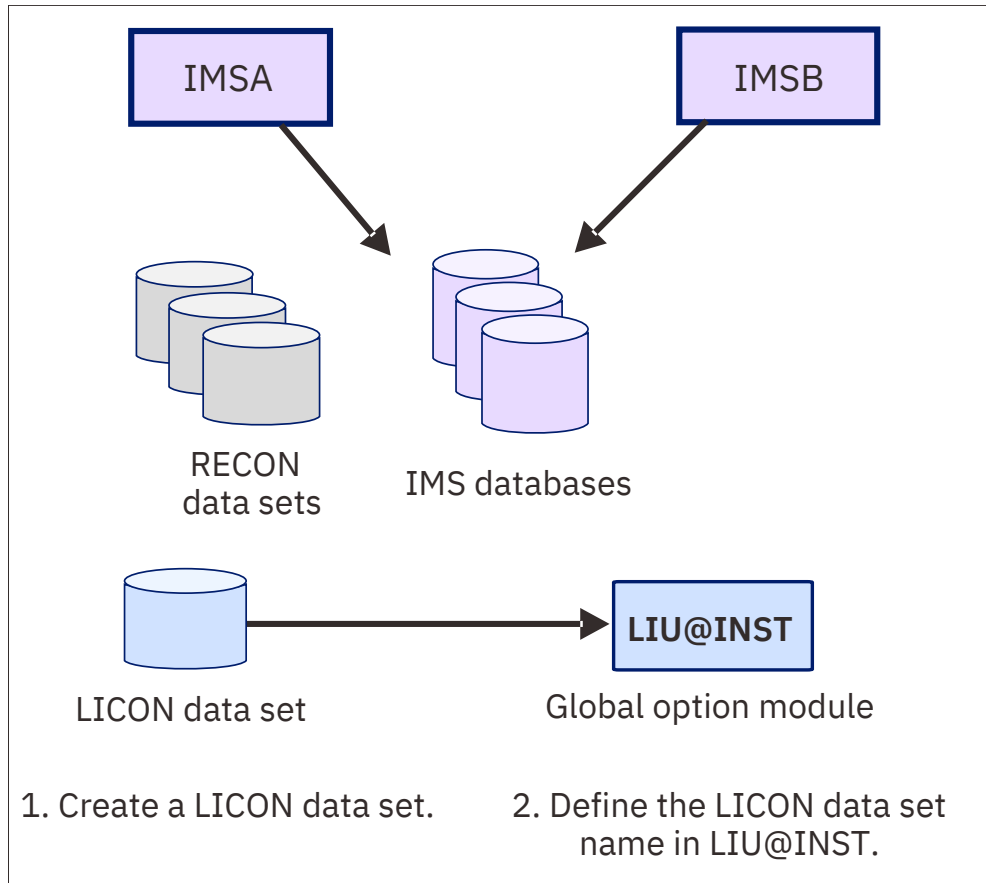 IMSA
IMSB
RECON
data sets
IMS databases
LIU@INST
LICON data set
Global option module
1. Create a LICON data set.
2. Define the LICON data set
name in LIU@INST.